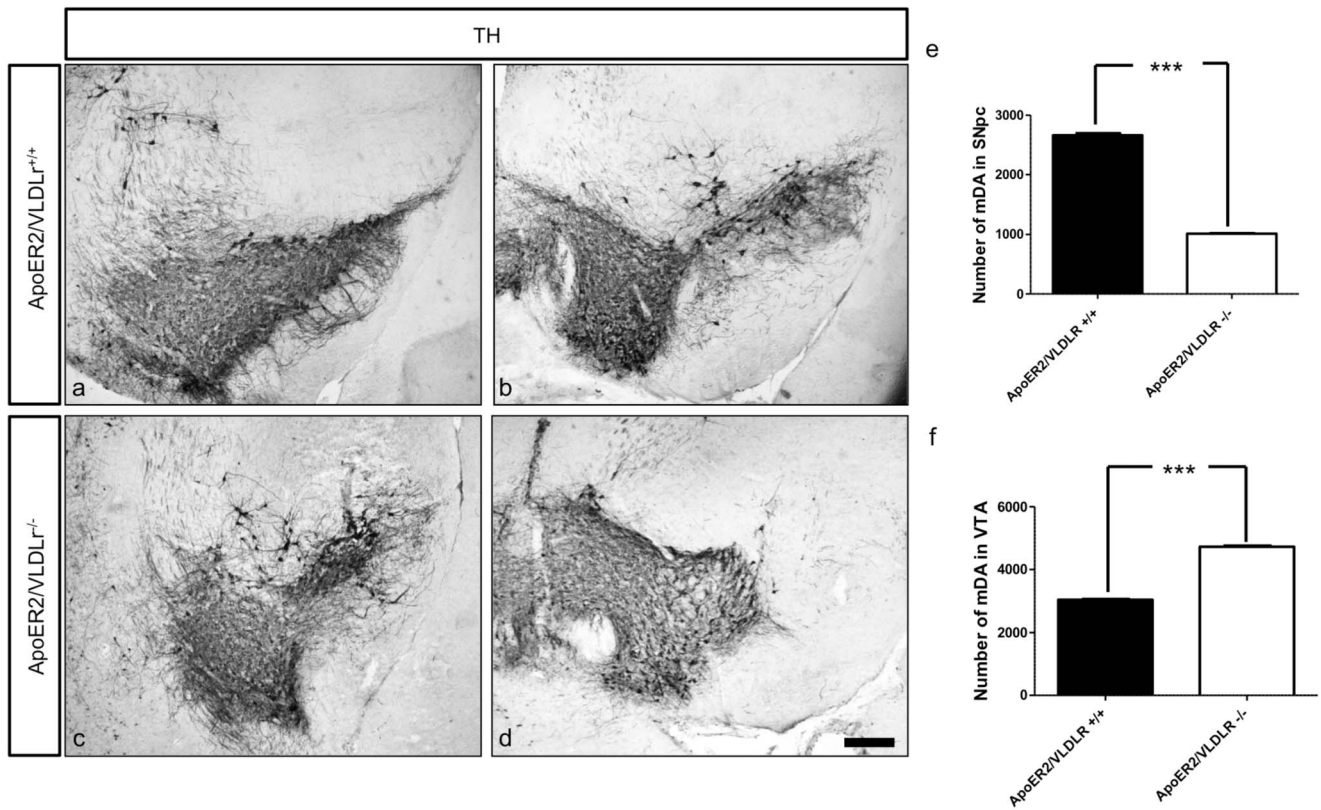 TH
ApoER2/VLDLr+/+
a
b
ApoER2/VLDLr-/-
c
d
e
***
Number of mDA in SNpc
3000
2000
1000
0
ApoER2/VLDLR +/+
ApoER2/VLDLR -/-
f
***
Number of mDA in VTA
6000
4000
2000
0
ApoER2/VLDLR +/+
ApoER2/VLDLR -/-